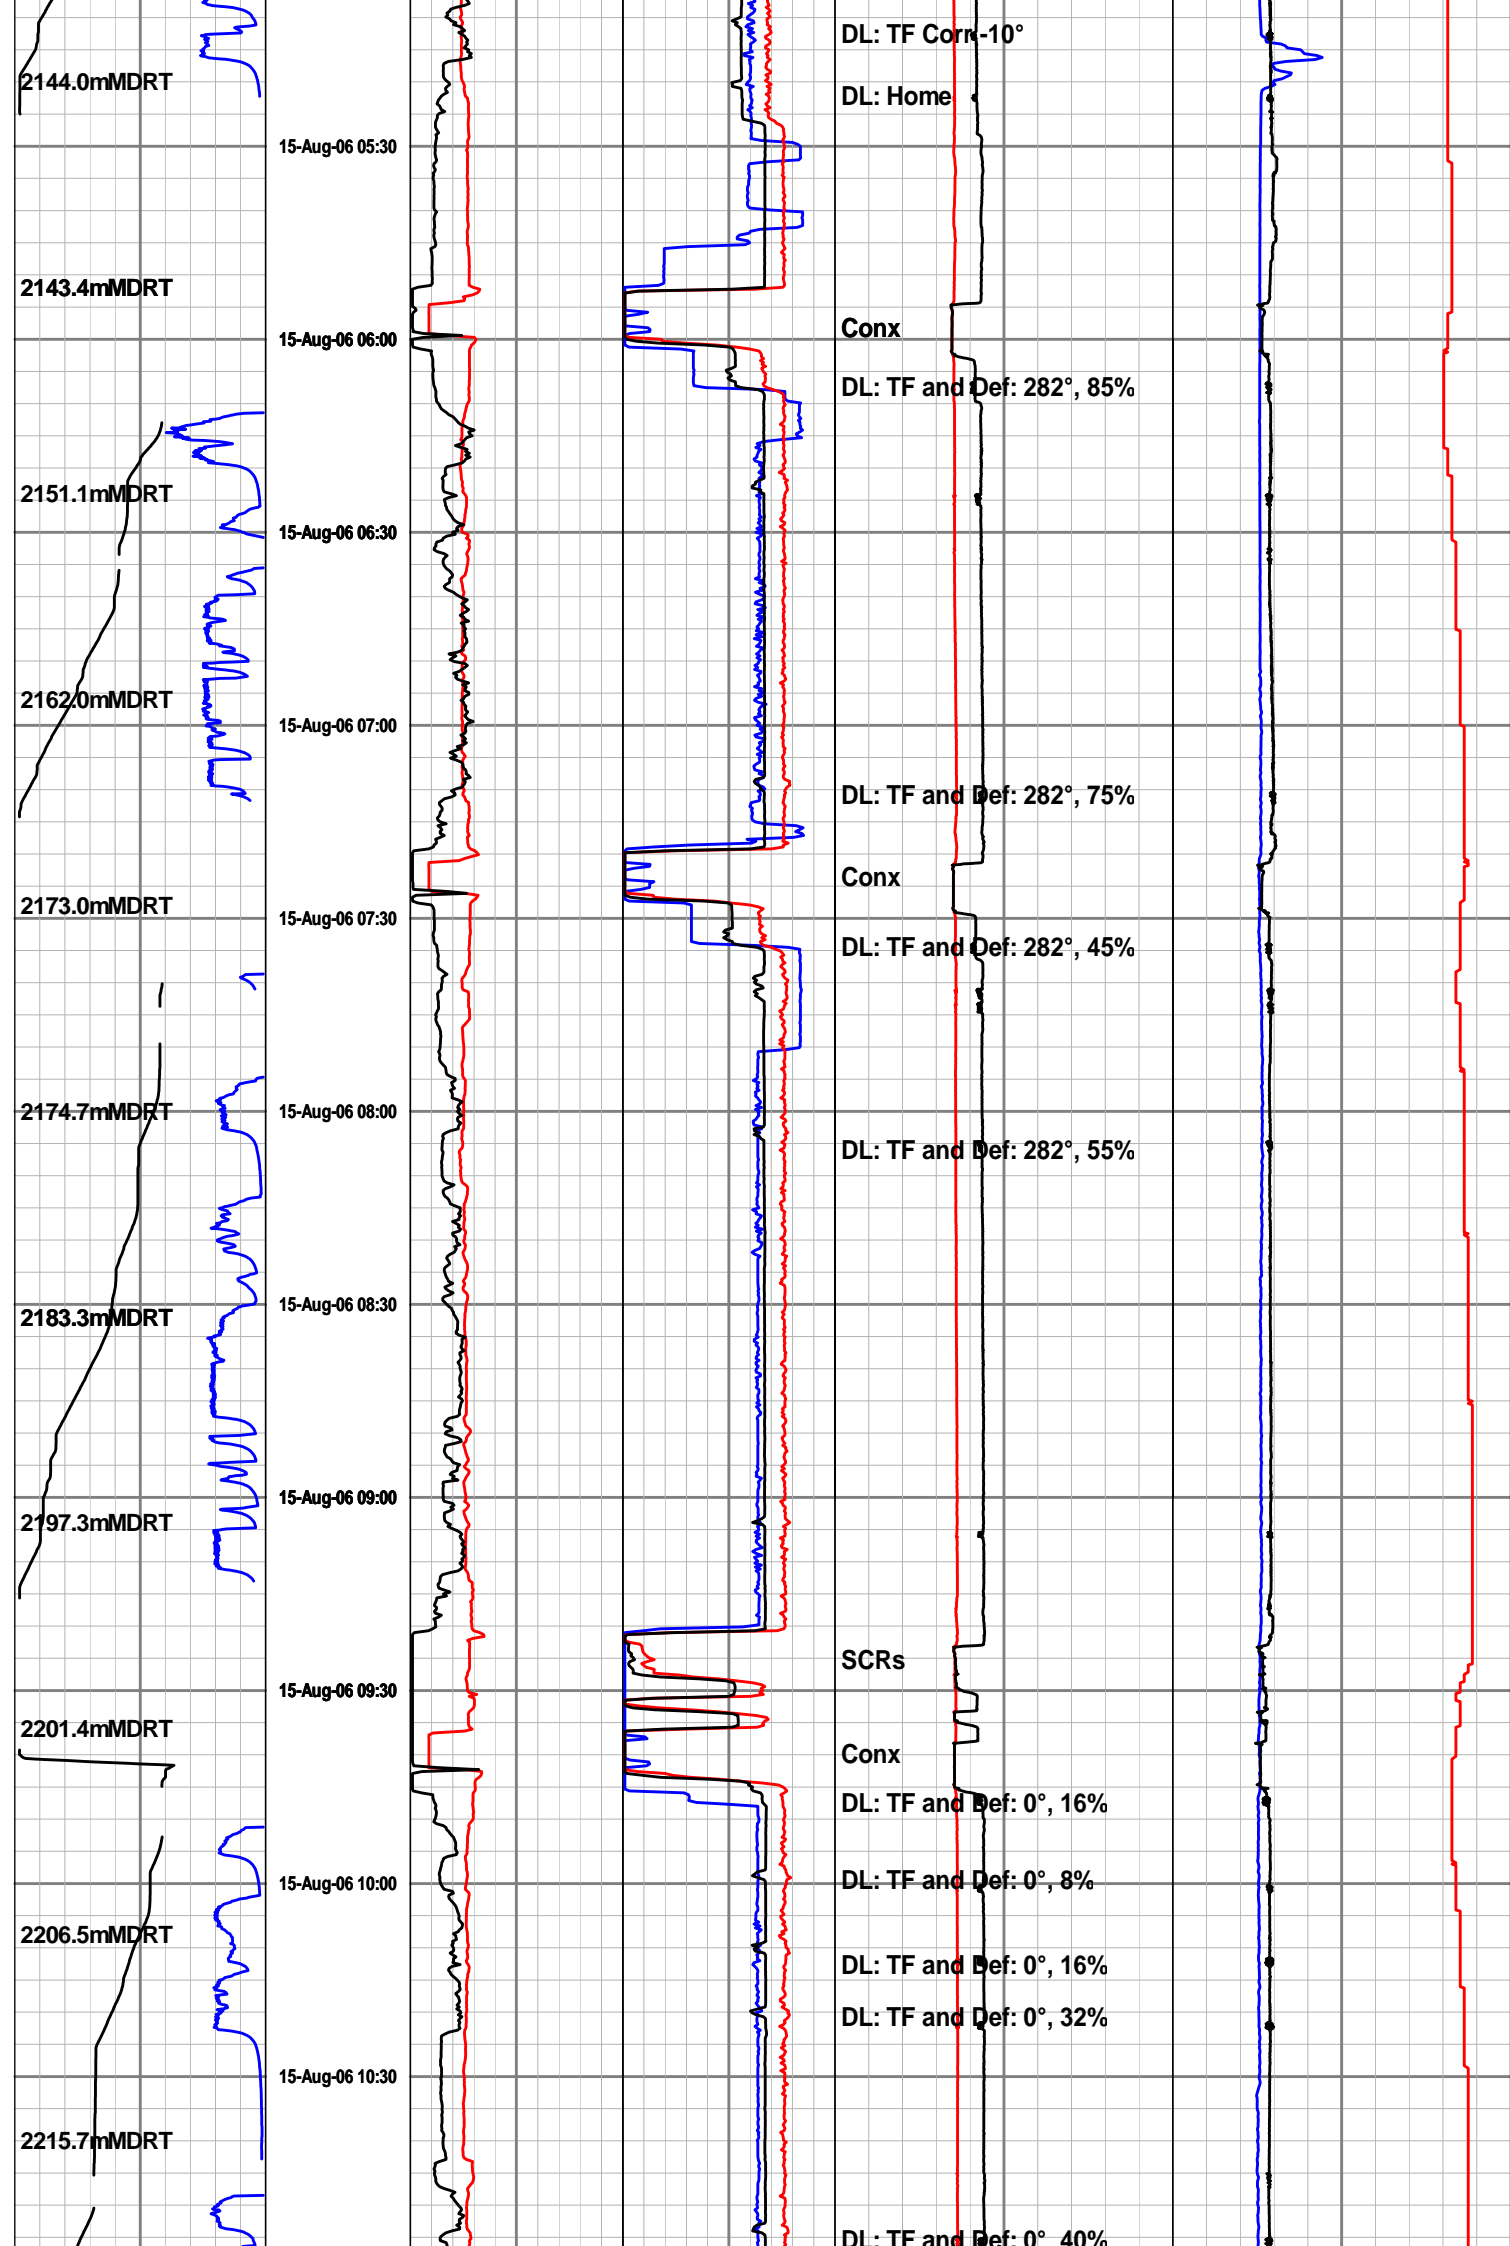 DL: TF Corr -10°
2144.0mMDRT
DL: Home
15-Aug-06 05:30
2143.4mMDRT
Conx
15-Aug-06 06:00
DL: TF and Def: 282°, 85%
2151.1mMDRT
15-Aug-06 06:30
2162.0mMDRT
15-Aug-06 07:00
DL: TF and Def: 282°, 75%
Conx
2173.0mMDRT
15-Aug-06 07:30
DL: TF and Def: 282°, 45%
2174.7mMDRT
15-Aug-06 08:00
DL: TF and Def: 282°, 55%
15-Aug-06 08:30
2183.3mMDRT
15-Aug-06 09:00
2197.3mMDRT
SCRs
15-Aug-06 09:30
2201.4mMDRT
Conx
DL: TF and Def: 0°, 16%
15-Aug-06 10:00
DL: TF and Def: 0°, 8%
2206.5mMDRT
DL: TF and Def: 0°, 16%
DL: TF and Def: 0°, 32%
15-Aug-06 10:30
2215.7mMDRT
DL: TF and Def: 0°, 40%